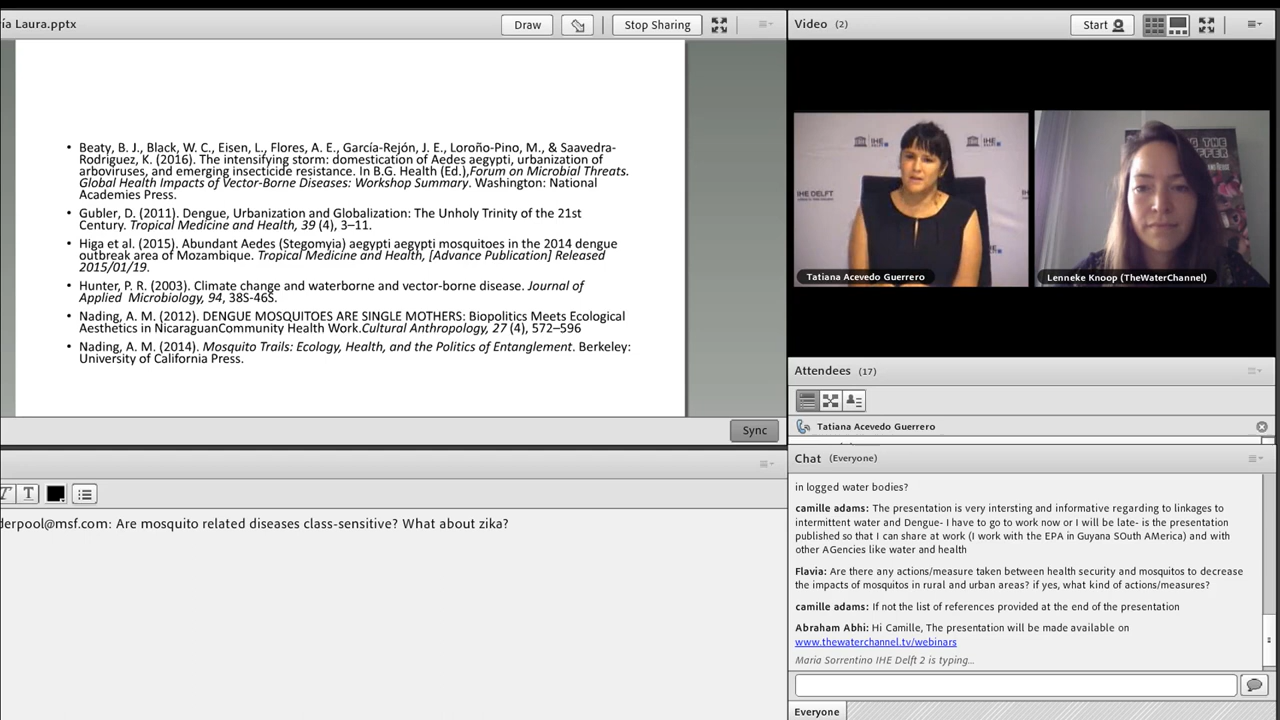 ía Laura.pptx
Draw
Stop Sharing
• Beaty, B. J., Black, W. C., Eisen, L., Flores, A. E., García-Rejón, J. E., Loroño-Pino, M., & Saavedra-
Rodriguez, K. (2016). The intensifying storm: domestication of Aedes aegypti, urbanization of
arboviruses, and emerging insecticide resistance. In B.G. Health (Ed.),Forum on Microbial Threats.
Global Health Impacts of Vector-Borne Diseases: Workshop Summary. Washington: National
Academies Press.
• Gubler, D. (2011). Dengue, Urbanization and Globalization: The Unholy Trinity of the 21st
Century. Tropical Medicine and Health, 39 (4), 3–11.
• Higa et al. (2015). Abundant Aedes (Stegomyia) aegypti aegypti mosquitoes in the 2014 dengue
outbreak area of Mozambique. Tropical Medicine and Health, [Advance Publication] Released
2015/01/19.
• Hunter, P. R. (2003). Climate change and waterborne and vector-borne disease. Journal of
Applied Microbiology, 94, 38S-46S.
• Nading, A. M. (2012). DENGUE MOSQUITOES ARE SINGLE MOTHERS: Biopolitics Meets Ecological
Aesthetics in NicaraguanCommunity Health Work.Cultural Anthropology, 27 (4), 572–596
• Nading, A. M. (2014). Mosquito Trails: Ecology, Health, and the Politics of Entanglement. Berkeley:
University of California Press.
Sync
T T
derpool@msf.com: Are mosquito related diseases class-sensitive? What about zika?
Video (2)
Start
IHE DELFT
Tatiana Acevedo Guerrero
Lenneke Knoop (TheWaterChannel)
Attendees (17)
Tatiana Acevedo Guerrero
Chat (Everyone)
in logged water bodies?
camille adams: The presentation is very intersting and informative regarding to linkages to
intermittent water and Dengue- I have to go to work now or I will be late- is the presentation
published so that I can share at work (I work with the EPA in Guyana SOuth AMerica) and with
other AGencies like water and health
Flavia: Are there any actions/measure taken between health security and mosquitos to decrease
the impacts of mosquitos in rural and urban areas? if yes, what kind of actions/measures?
camille adams: If not the list of references provided at the end of the presentation
Abraham Abhi: Hi Camille, The presentation will be made available on
www.thewaterchannel.tv/webinars
Maria Sorrentino IHE Delft 2 is typing...
Everyone